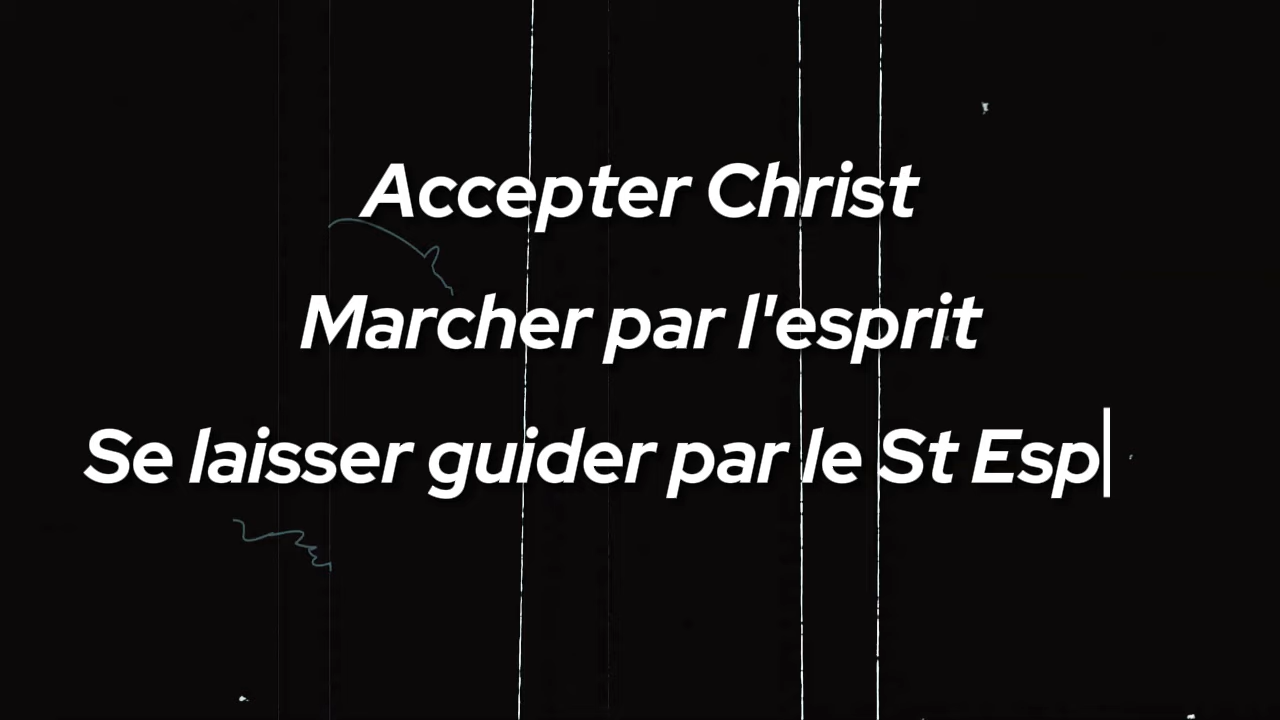 Accepter Christ
Marcher par l'esprit
Se laisser guider par le St Esp